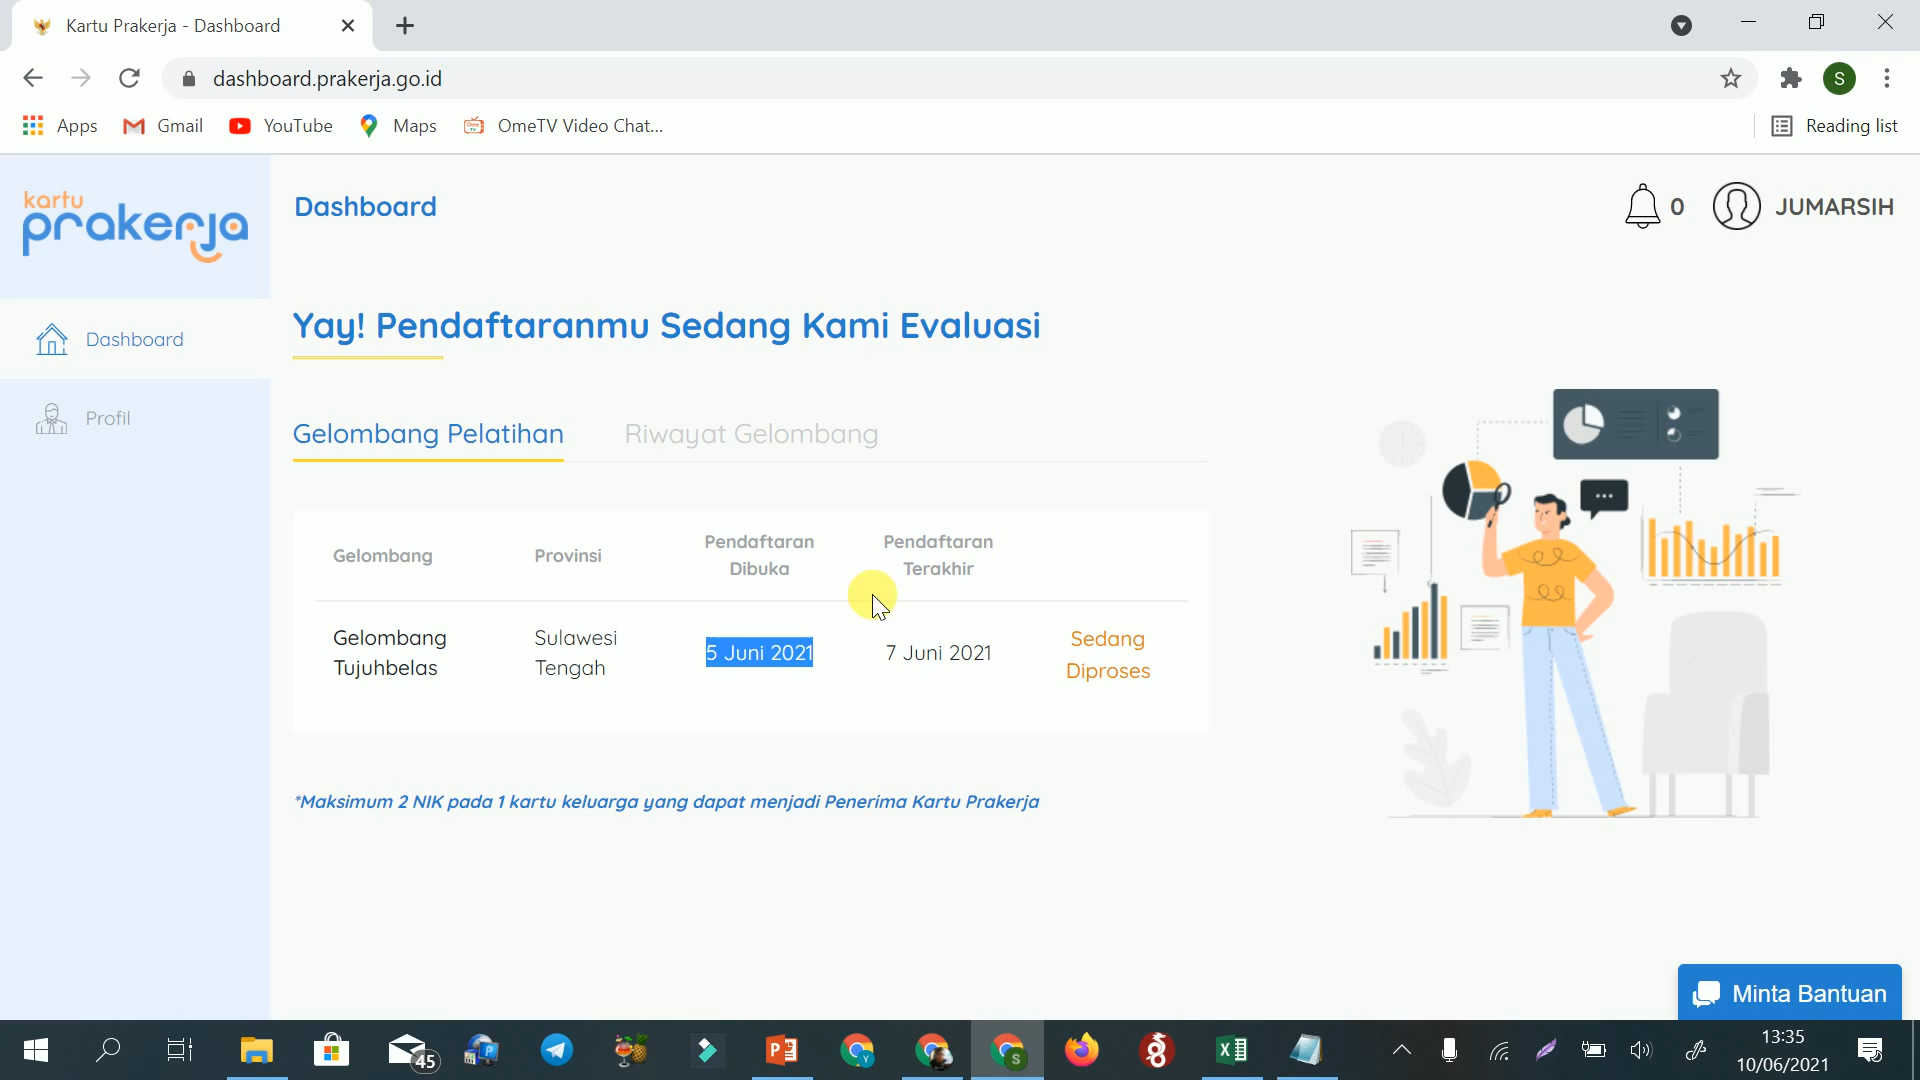 Kartu Prakerja - Dashboard
dashboard.prakerja.go.id
S
Apps
Gmail
YouTube
Maps
OmeTV Video Chat...
Reading list
kartu
prakerja
Dashboard
0
JUMARSIH
Dashboard
Profil
Yay! Pendaftaranmu Sedang Kami Evaluasi
Gelombang Pelatihan
Riwayat Gelombang
Gelombang
Provinsi
Pendaftaran
Dibuka
Pendaftaran
Terakhir
Gelombang
Tujuhbelas
Sulawesi
Tengah
5 Juni 2021
7 Juni 2021
Sedang
Diproses
*Maksimum 2 NIK pada 1 kartu keluarga yang dapat menjadi Penerima Kartu Prakerja
Minta Bantuan
45
13:35
10/06/2021